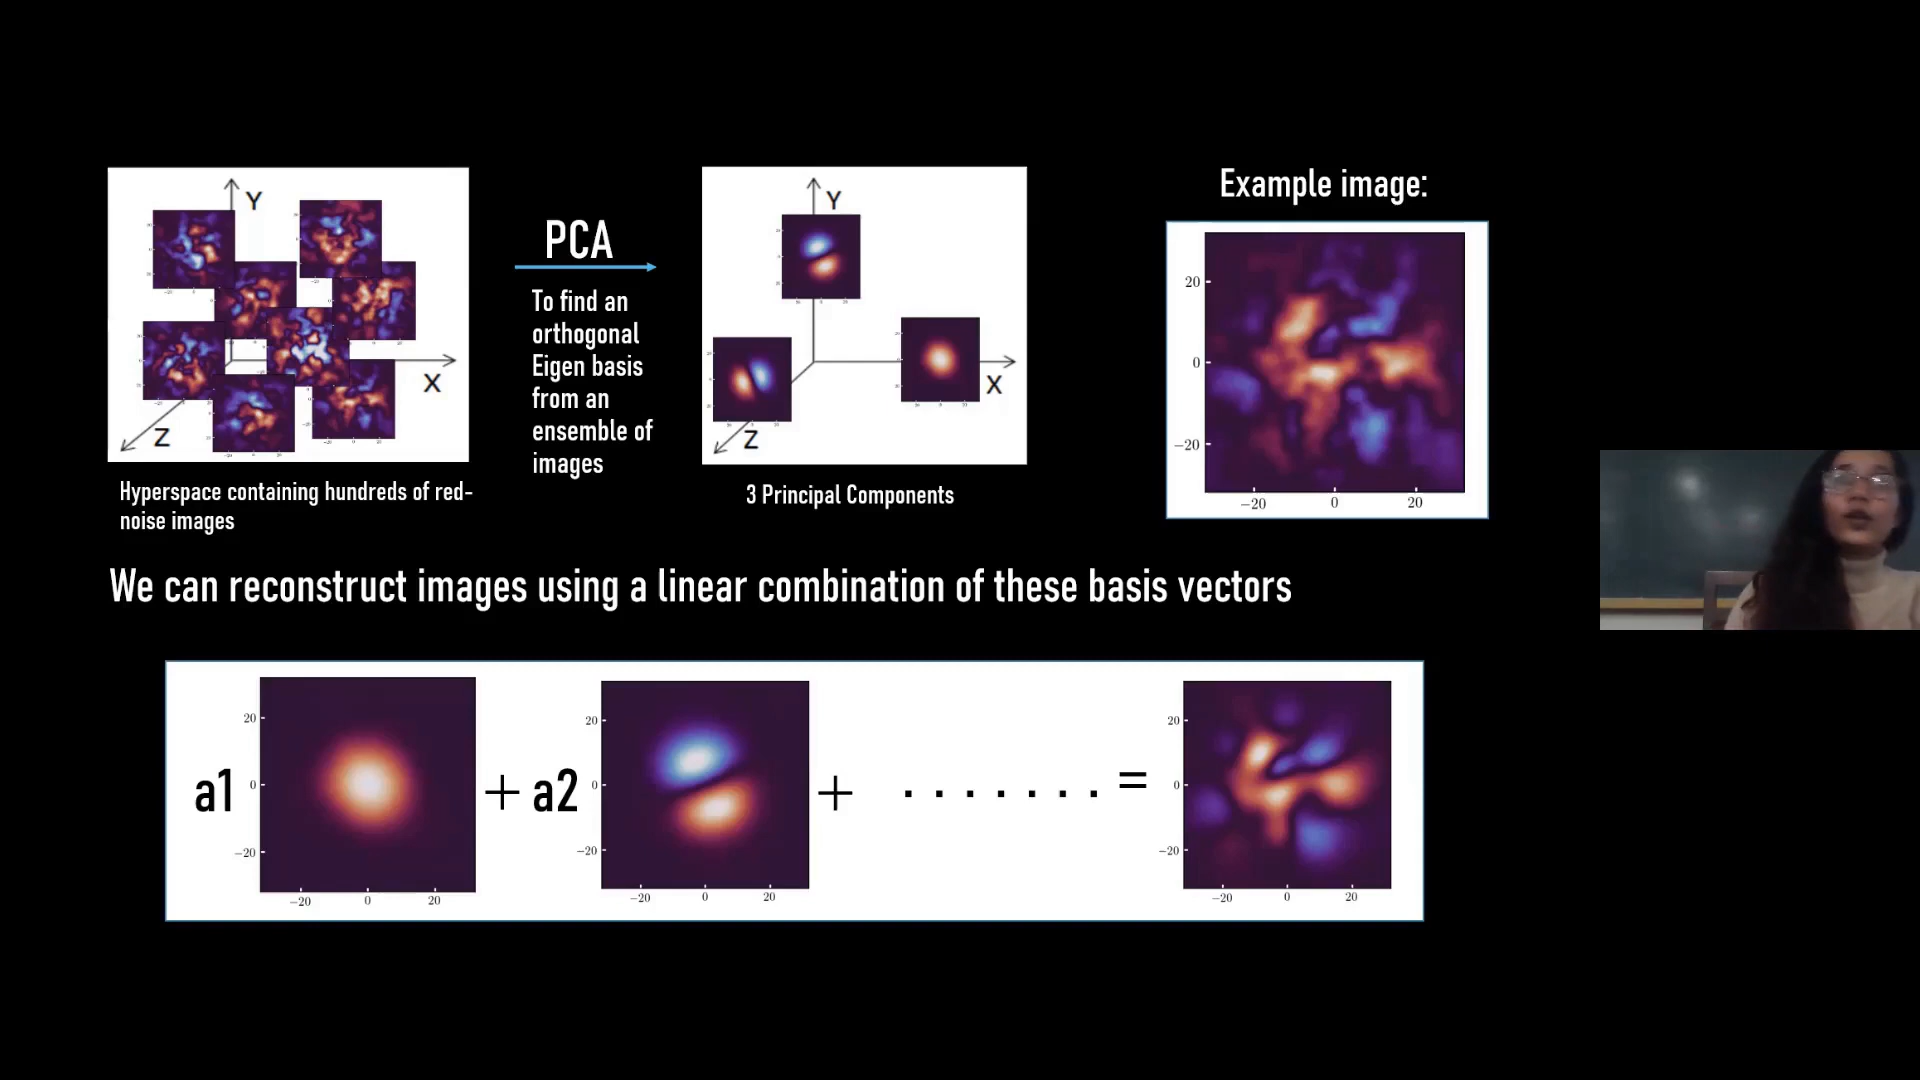 Y
X
Z
Hyperspace containing hundreds of red-
noise images
PCA
To find an
orthogonal
Eigen basis
from an
ensemble of
images
Y
X
Z
3 Principal Components
Example image:
20
0
−20
−20 0 20
We can reconstruct images using a linear combination of these basis vectors
a1
20
0
−20
−20 0 20
+ a2
20
0
−20
−20 0 20
+ . . . . . . . =
20
0
−20
−20 0 20